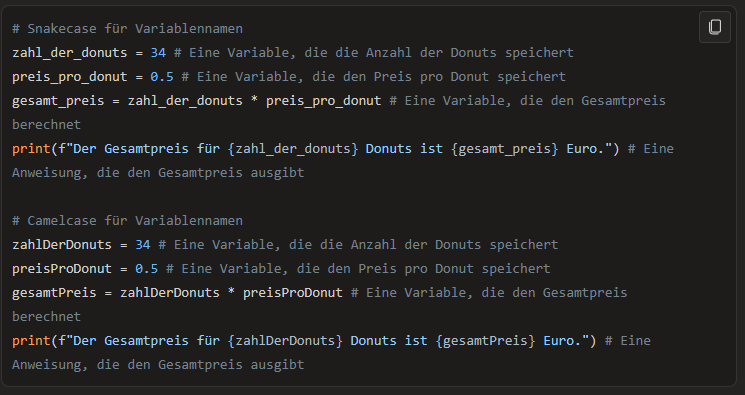 # Snakecase für Variablennamen
zahl_der_donuts = 34 # Eine Variable, die die Anzahl der Donuts speichert
preis_pro_donut = 0.5 # Eine Variable, die den Preis pro Donut speichert
gesamt_preis = zahl_der_donuts * preis_pro_donut # Eine Variable, die den Gesamtpreis
berechnet
print(f"Der Gesamtpreis für {zahl_der_donuts} Donuts ist {gesamt_preis} Euro.") # Eine
Anweisung, die den Gesamtpreis ausgibt
# Camelcase für Variablennamen
zahlDerDonuts = 34 # Eine Variable, die die Anzahl der Donuts speichert
preisProDonut = 0.5 # Eine Variable, die den Preis pro Donut speichert
gesamtPreis = zahlDerDonuts * preisProDonut # Eine Variable, die den Gesamtpreis
berechnet
print(f"Der Gesamtpreis für {zahlDerDonuts} Donuts ist {gesamtPreis} Euro.") # Eine
Anweisung, die den Gesamtpreis ausgibt